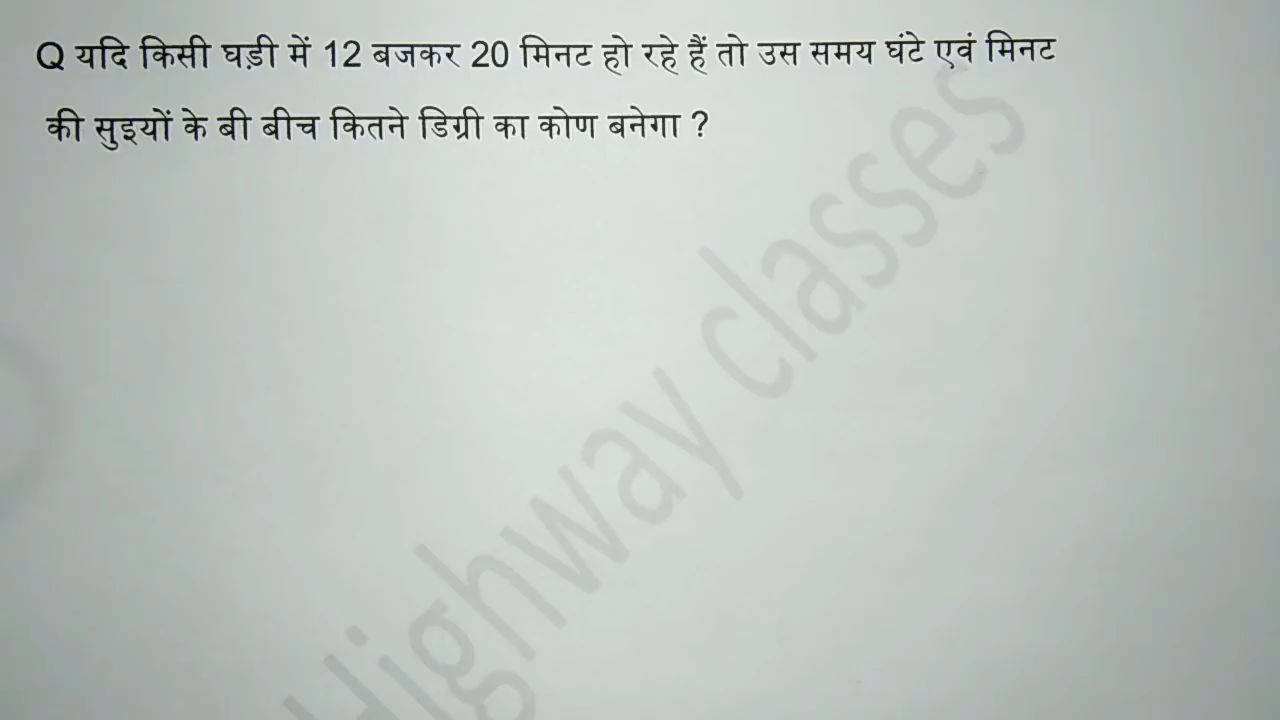 Q यदि किसी घड़ी में 12 बजकर 20 मिनट हो रहे हैं तो उस समय घंटे एवं मिनट
की सुइयों के बी बीच कितने डिग्री का कोण बनेगा ?
Highway classes